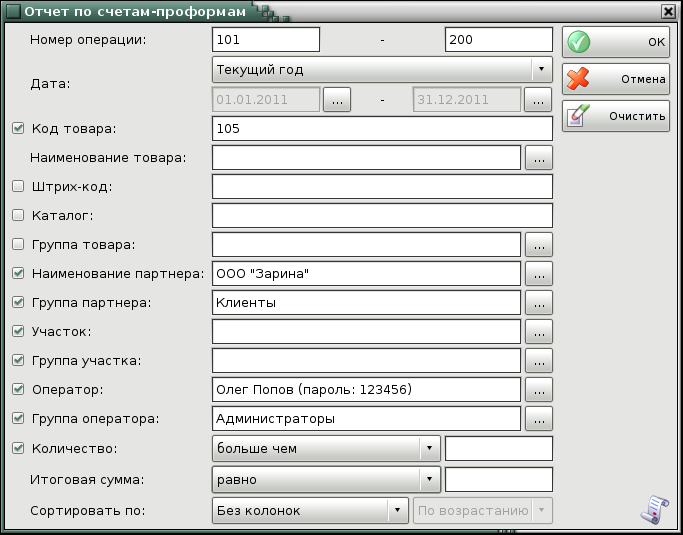 Отчет по счетам-проформам
Номер операции: 101 - 200 OK
Текущий год
Дата: Отмена
01.01.2011 ... - 31.12.2011 ...
Код товара: 105 Очистить
Наименование товара: ...
Штрих-код:
Каталог:
Группа товара: ...
Наименование партнера: ООО "Зарина" ...
Группа партнера: Клиенты ...
Участок: ...
Группа участка: ...
Оператор: Олег Попов (пароль: 123456) ...
Группа оператора: Администраторы ...
Количество: больше чем
Итоговая сумма: равно
Сортировать по: Без колонок По возрастанию